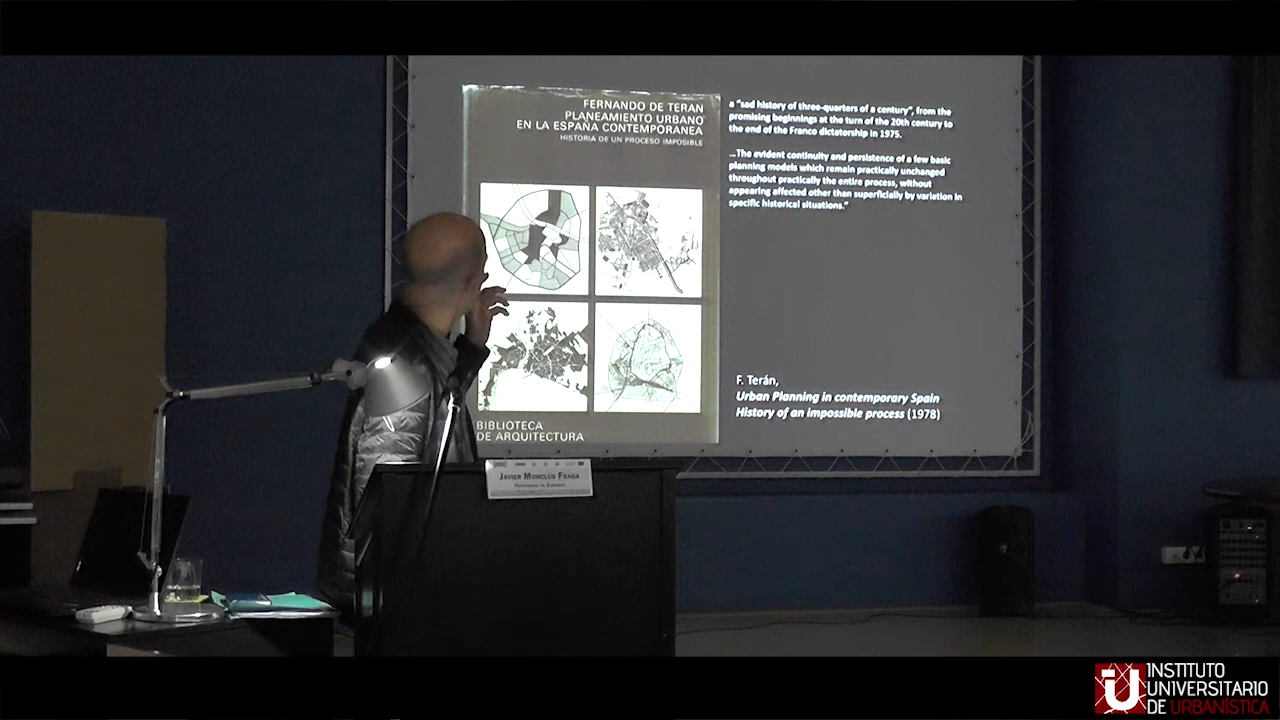 FERNANDO DE TERAN
PLANEAMIENTO URBANO
EN LA ESPAÑA CONTEMPORANEA
HISTORIA DE UN PROCESO IMPOSIBLE
BIBLIOTECA
DE ARQUITECTURA
a "sad history of three-quarters of a century", from the
promising beginnings at the turn of the 20th century to
the end of the Franco dictatorship in 1975.
...The evident continuity and persistence of a few basic
planning models which remain practically unchanged
throughout practically the entire process, without
appearing affected other than superficially by variation in
specific historical situations."
F. Terán,
Urban Planning in contemporary Spain
History of an impossible process (1978)
JAVIER MONCLÚS FRAGA
INSTITUTO
UNIVERSITARIO
DE URBANÍSTICA